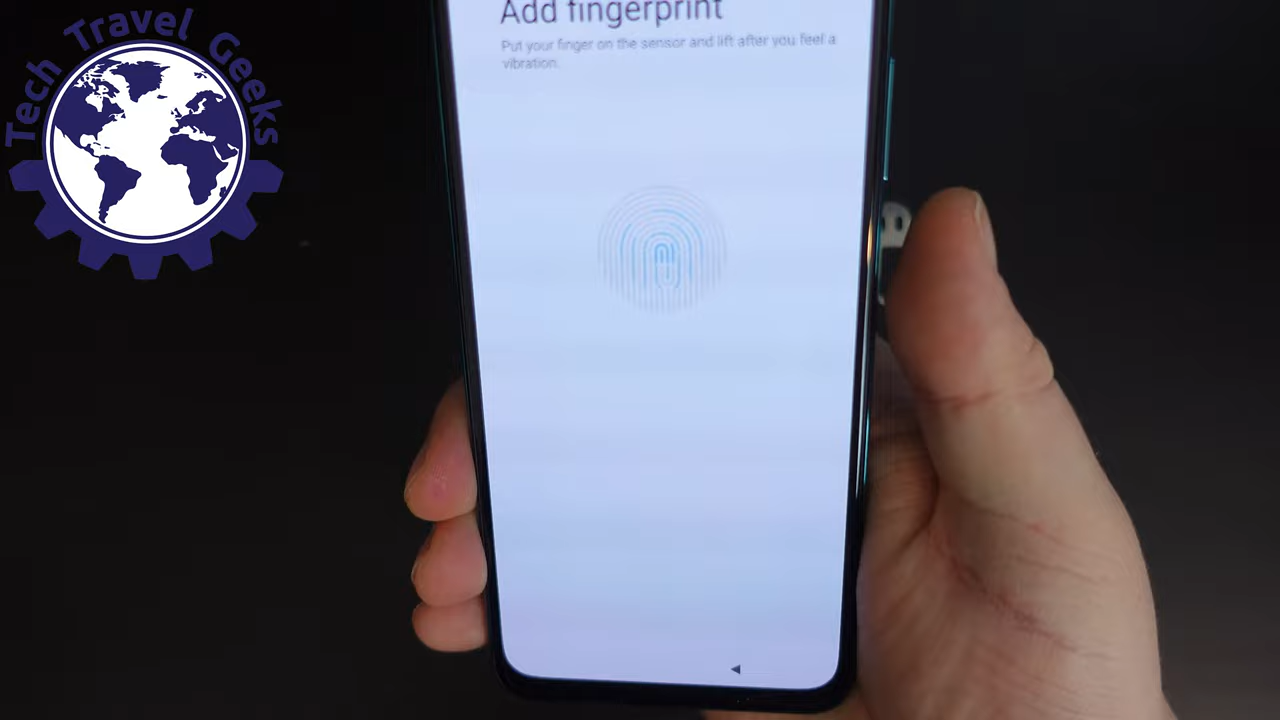 Tech Travel Geeks
Add fingerprint
Put your finger on the sensor and lift after you feel a
vibration.